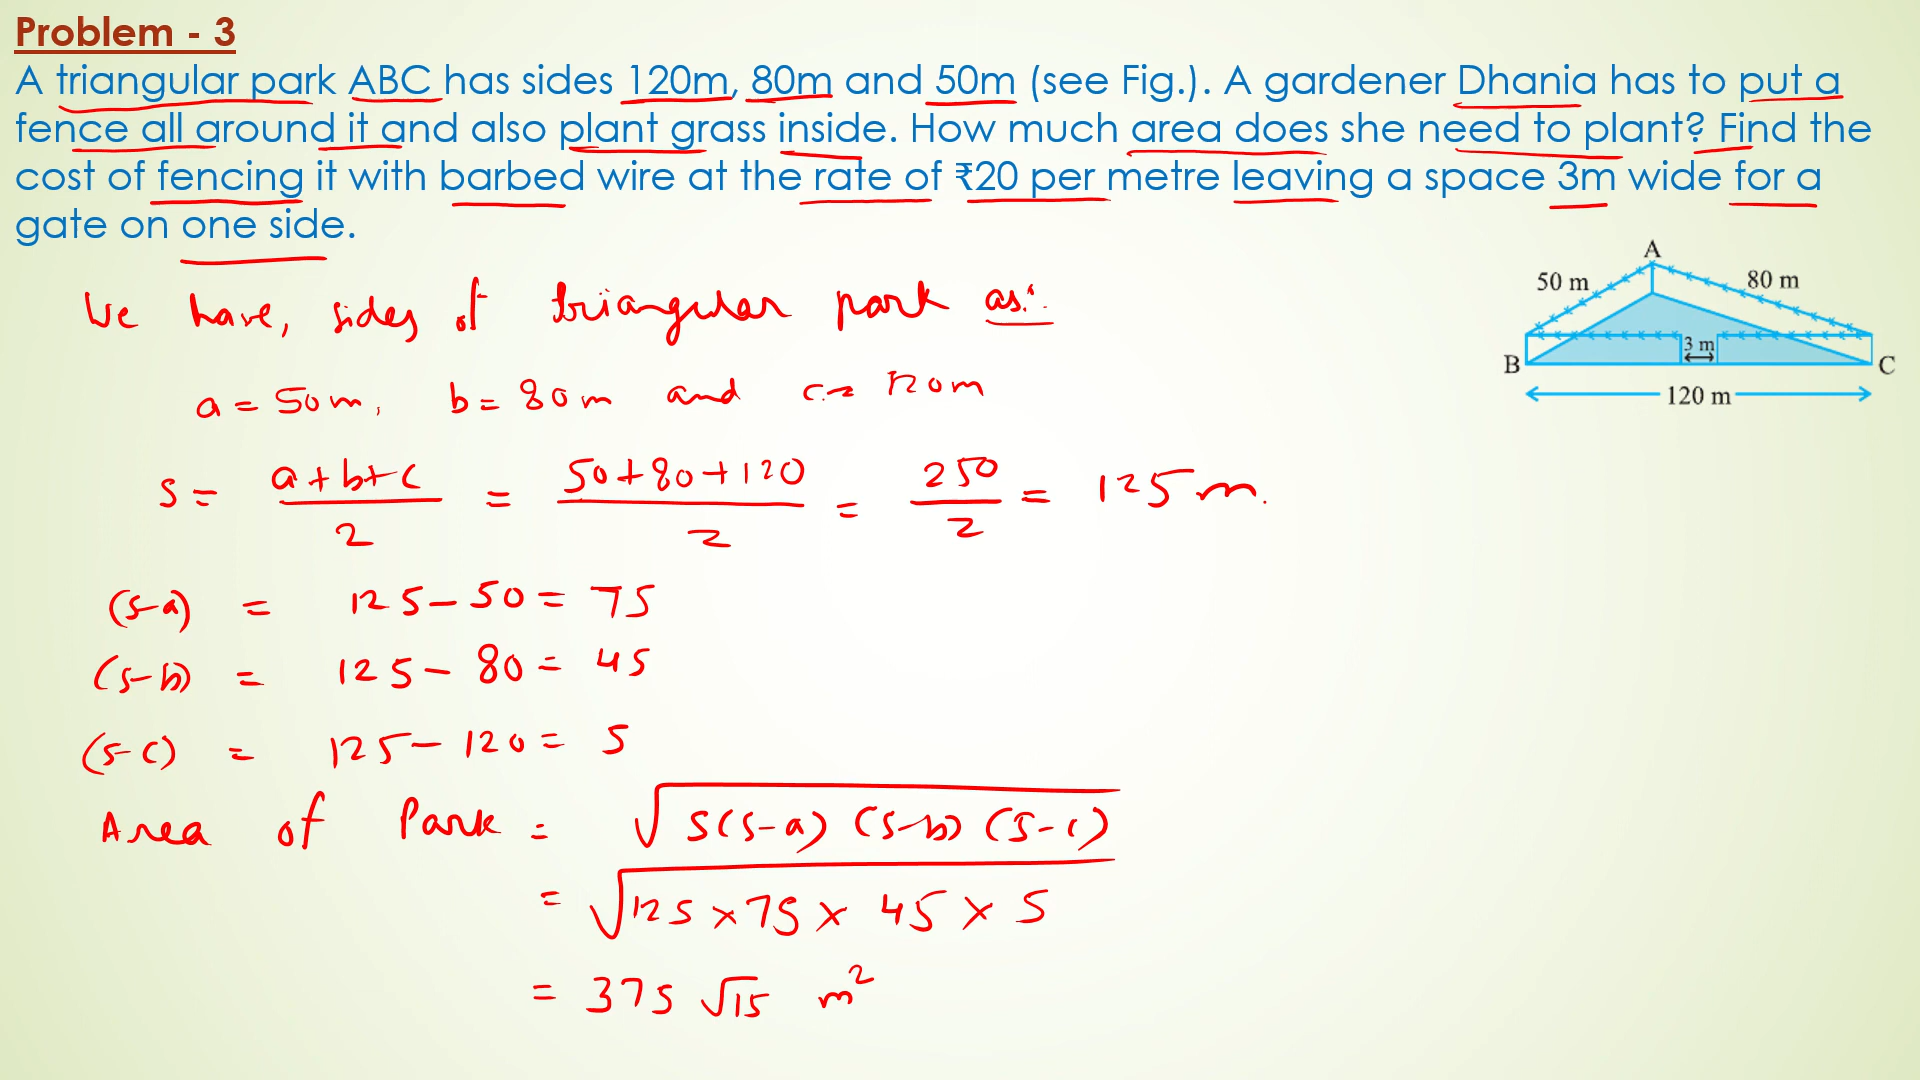 Problem - 3
A triangular park ABC has sides 120m, 80m and 50m (see Fig.). A gardener Dhania has to put a
fence all around it and also plant grass inside. How much area does she need to plant? Find the
cost of fencing it with barbed wire at the rate of ₹20 per metre leaving a space 3m wide for a
gate on one side.
A
50 m
80 m
3 m
B
C
120 m
We have, sides of triangular park as:
a = 50m, b = 80m and c = 120m
s = a+b+c/2 = 50+80+120/2 = 250/2 = 125 m.
(s-a) = 125-50 = 75
(s-b) = 125-80 = 45
(s-c) = 125-120 = 5
Area of Park = √s(s-a)(s-b)(s-c)
= √125×75×45×5
= 375 √15 m²